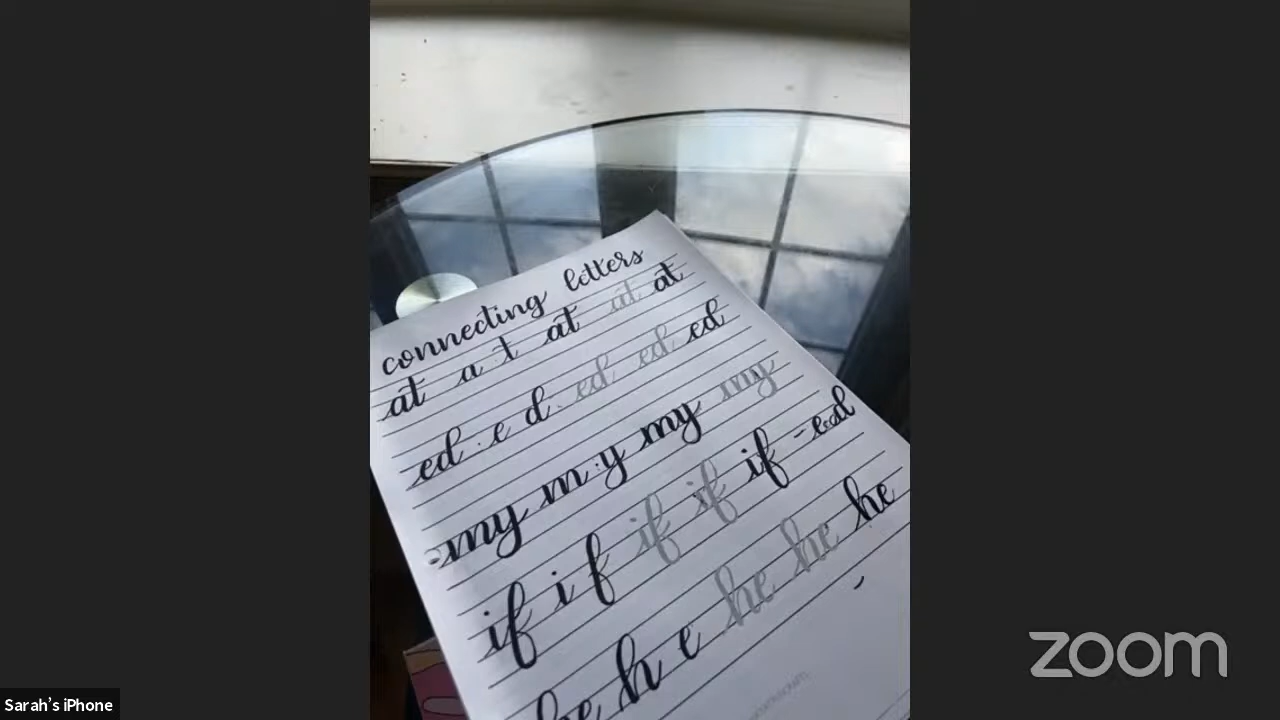 connecting letters
at a t at at at
ed e d ed ed ed
my m y my my
if i f if if if - e d
he h e he he he
Sarah's iPhone
zoom